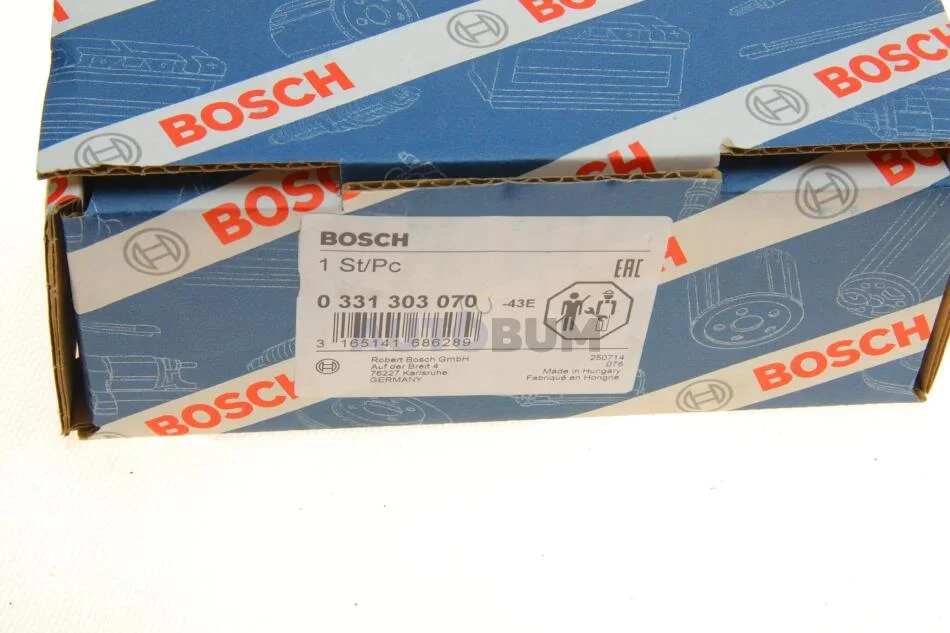 BOSCH
BOSCH
BOSCH
BOSCH
BOSCH
BOSCH
BOSCH
1 St/Pc
EAC
0 331 303 070
-43E
3 165141 686289
BUM
Robert Bosch GmbH
Auf der Breit 4
76227 Karlsruhe
GERMANY
250714
076
Made in Hungary
Fabriqué en Hongrie
BOSCH
BOSCH